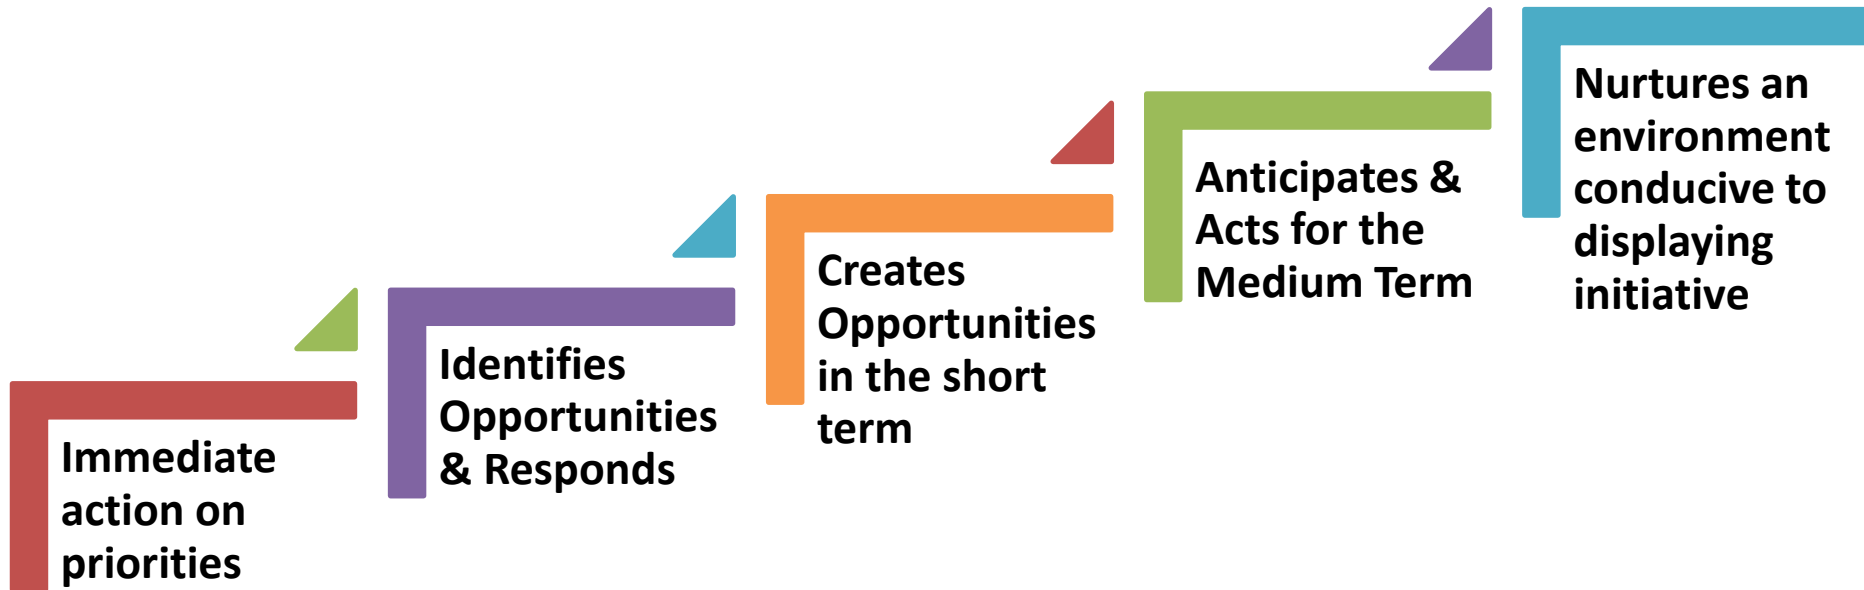 Immediate
action on
priorities
Identifies
Opportunities
& Responds
Creates
Opportunities
in the short
term
Anticipates &
Acts for the
Medium Term
Nurtures an
environment
conducive to
displaying
initiative